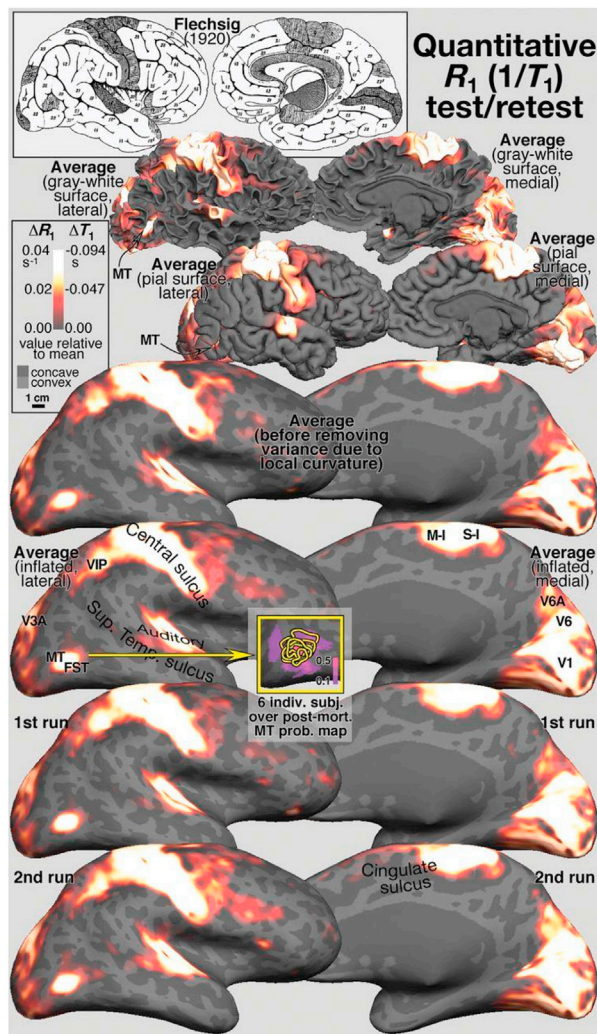 Flechsig
(1920)
Quantitative
R₁ (1/T₁)
test/retest
Average
(gray-white
surface,
lateral)
Average
(gray-white
surface,
medial)
ΔR₁ ΔT₁
0.04 -0.094
s⁻¹ s
0.02 -0.047
0.00 0.00
value relative
to mean
concave
convex
1 cm
MT
Average
(pial surface,
lateral)
Average
(pial
surface,
medial)
MT
Average
(before removing
variance due to
local curvature)
Average
(inflated,
lateral)
VIP
Central sulcus
M-I S-I
Average
(inflated,
medial)
V3A
Sup. Temp. sulcus
Auditory
MT
FST
V6A
V6
V1
0.5
0.1
6 indiv. subj.
over post-mort.
MT prob. map
1st run
1st run
2nd run
Cingulate
sulcus
2nd run